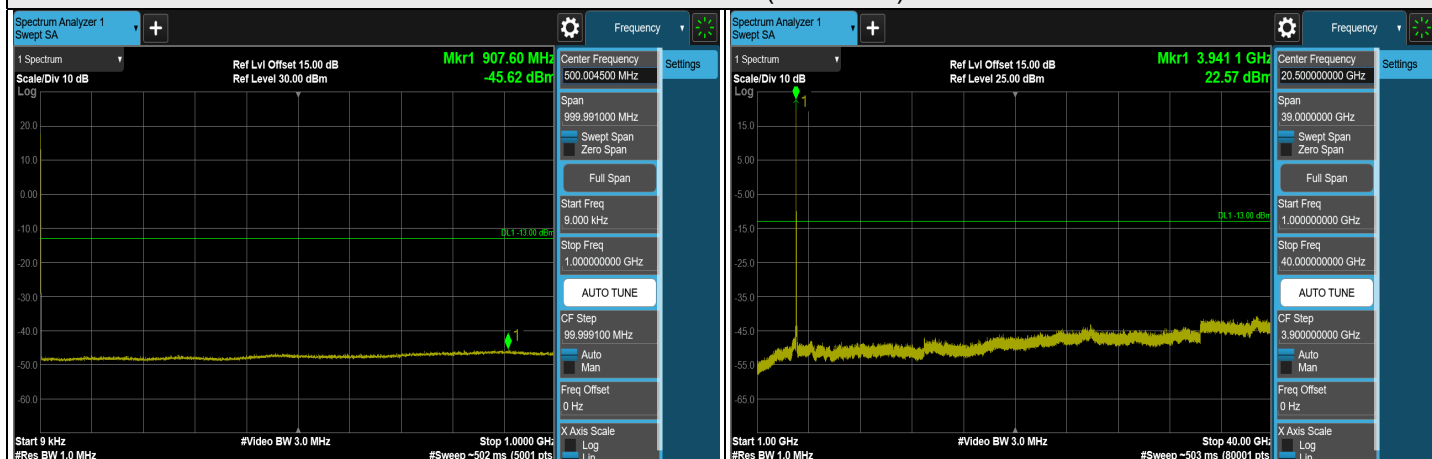 Spectrum Analyzer 1
Swept SA
+
Frequency
1 Spectrum
Scale/Div 10 dB
Log
Ref Lvl Offset 15.00 dB
Ref Level 30.00 dBm
Mkr1 907.60 MHz
-45.62 dBm
20.0
10.0
0.00
-10.0
-20.0
-30.0
-40.0
-50.0
-60.0
DL1 -13.00 dBm
1
Start 9 kHz
#Res BW 1.0 MHz
#Video BW 3.0 MHz
Stop 1.0000 GHz
#Sweep ~502 ms (5001 pts)
Center Frequency
500.004500 MHz
Settings
Span
999.991000 MHz
Swept Span
Zero Span
Full Span
Start Freq
9.000 kHz
Stop Freq
1.000000000 GHz
AUTO TUNE
CF Step
99.999100 MHz
Auto
Man
Freq Offset
0 Hz
X Axis Scale
Log
Lin
Spectrum Analyzer 1
Swept SA
+
Frequency
1 Spectrum
Scale/Div 10 dB
Log
Ref Lvl Offset 15.00 dB
Ref Level 25.00 dBm
Mkr1 3.941 1 GHz
22.57 dBm
15.0
5.00
-5.00
-15.0
-25.0
-35.0
-45.0
-55.0
-65.0
DL1 -13.00 dBm
1
Start 1.00 GHz
#Res BW 1.0 MHz
#Video BW 3.0 MHz
Stop 40.00 GHz
#Sweep ~503 ms (80001 pts)
Center Frequency
20.500000000 GHz
Settings
Span
39.0000000 GHz
Swept Span
Zero Span
Full Span
Start Freq
1.000000000 GHz
Stop Freq
40.000000000 GHz
AUTO TUNE
CF Step
3.900000000 GHz
Auto
Man
Freq Offset
0 Hz
X Axis Scale
Log
Lin